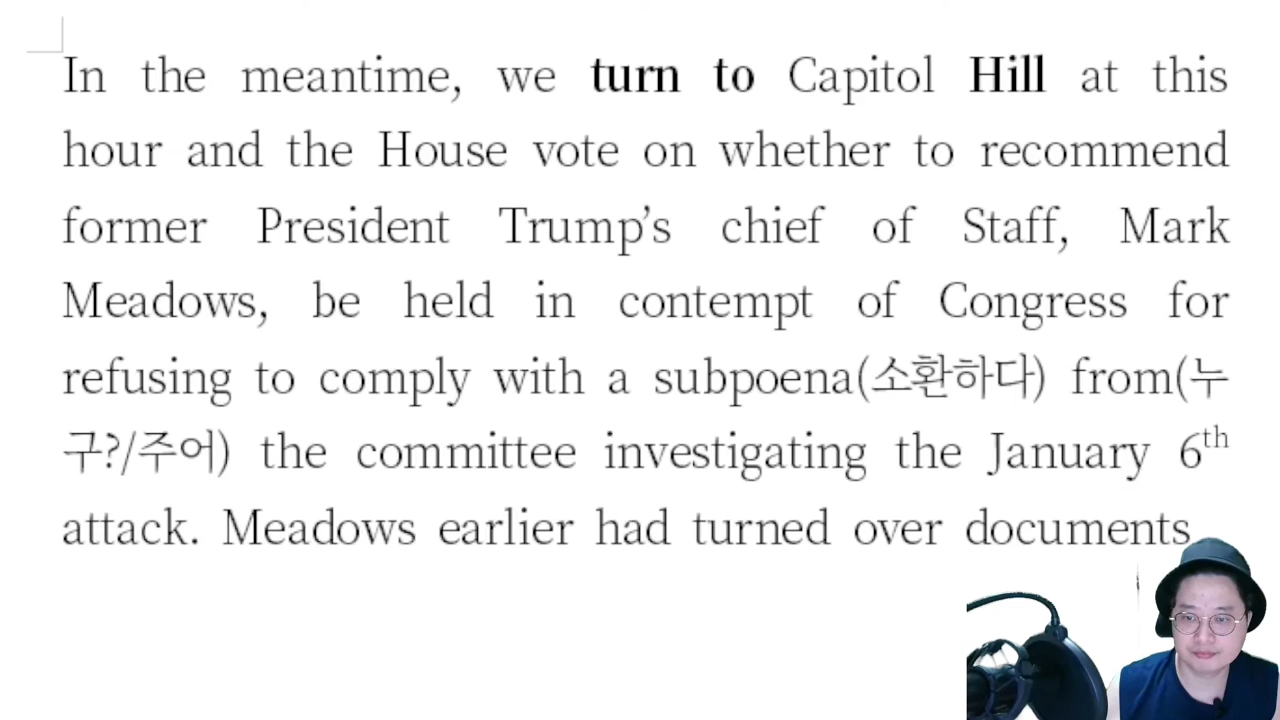 In the meantime, we turn to Capitol Hill at this
hour and the House vote on whether to recommend
former President Trump’s chief of Staff, Mark
Meadows, be held in contempt of Congress for
refusing to comply with a subpoena(소환하다) from(누
구?/주어) the committee investigating the January 6th
attack. Meadows earlier had turned over documents